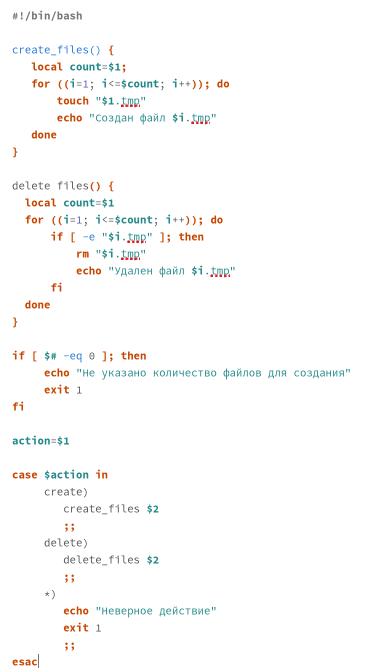 #!/bin/bash
create_files() {
local count=$1;
for ((i=1; i<=$count; i++)); do
touch "$1.tmp"
echo "Создан файл $i.tmp"
done
}
delete files() {
local count=$1
for ((i=1; i<=$count; i++)); do
if [ -e "$i.tmp" ]; then
rm "$i.tmp"
echo "Удален файл $i.tmp"
fi
done
}
if [ $# -eq 0 ]; then
echo "Не указано количество файлов для создания"
exit 1
fi
action=$1
case $action in
create)
create_files $2
;;
delete)
delete_files $2
;;
*)
echo "Неверное действие"
exit 1
;;
esac